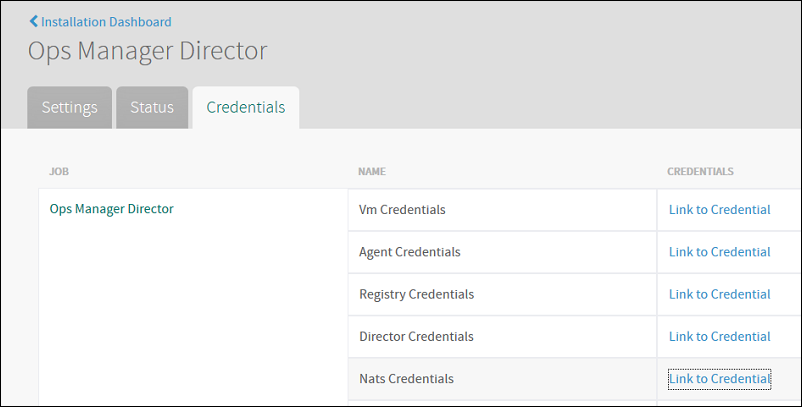 Installation Dashboard
Ops Manager Director
Settings Status Credentials
JOB NAME CREDENTIALS
Ops Manager Director Vm Credentials Link to Credential
Agent Credentials Link to Credential
Registry Credentials Link to Credential
Director Credentials Link to Credential
Nats Credentials Link to Credential